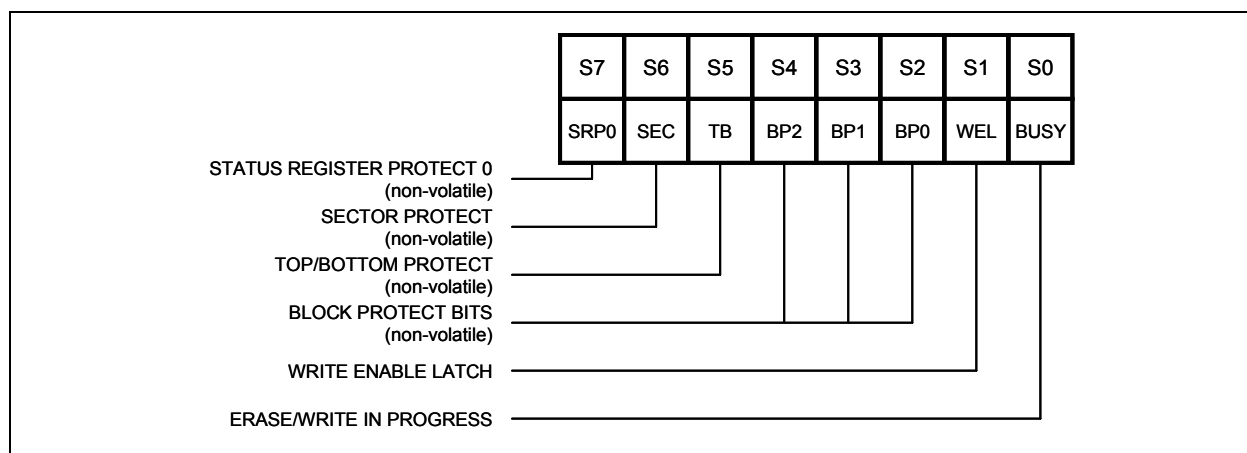 S7 S6 S5 S4 S3 S2 S1 S0
SRP0 SEC TB BP2 BP1 BP0 WEL BUSY
STATUS REGISTER PROTECT 0
(non-volatile)
SECTOR PROTECT
(non-volatile)
TOP/BOTTOM PROTECT
(non-volatile)
BLOCK PROTECT BITS
(non-volatile)
WRITE ENABLE LATCH
ERASE/WRITE IN PROGRESS